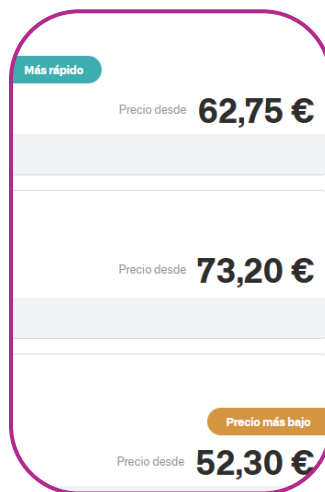 Más rápido
Precio desde 62,75 €
Precio desde 73,20 €
Precio más bajo
Precio desde 52,30 €